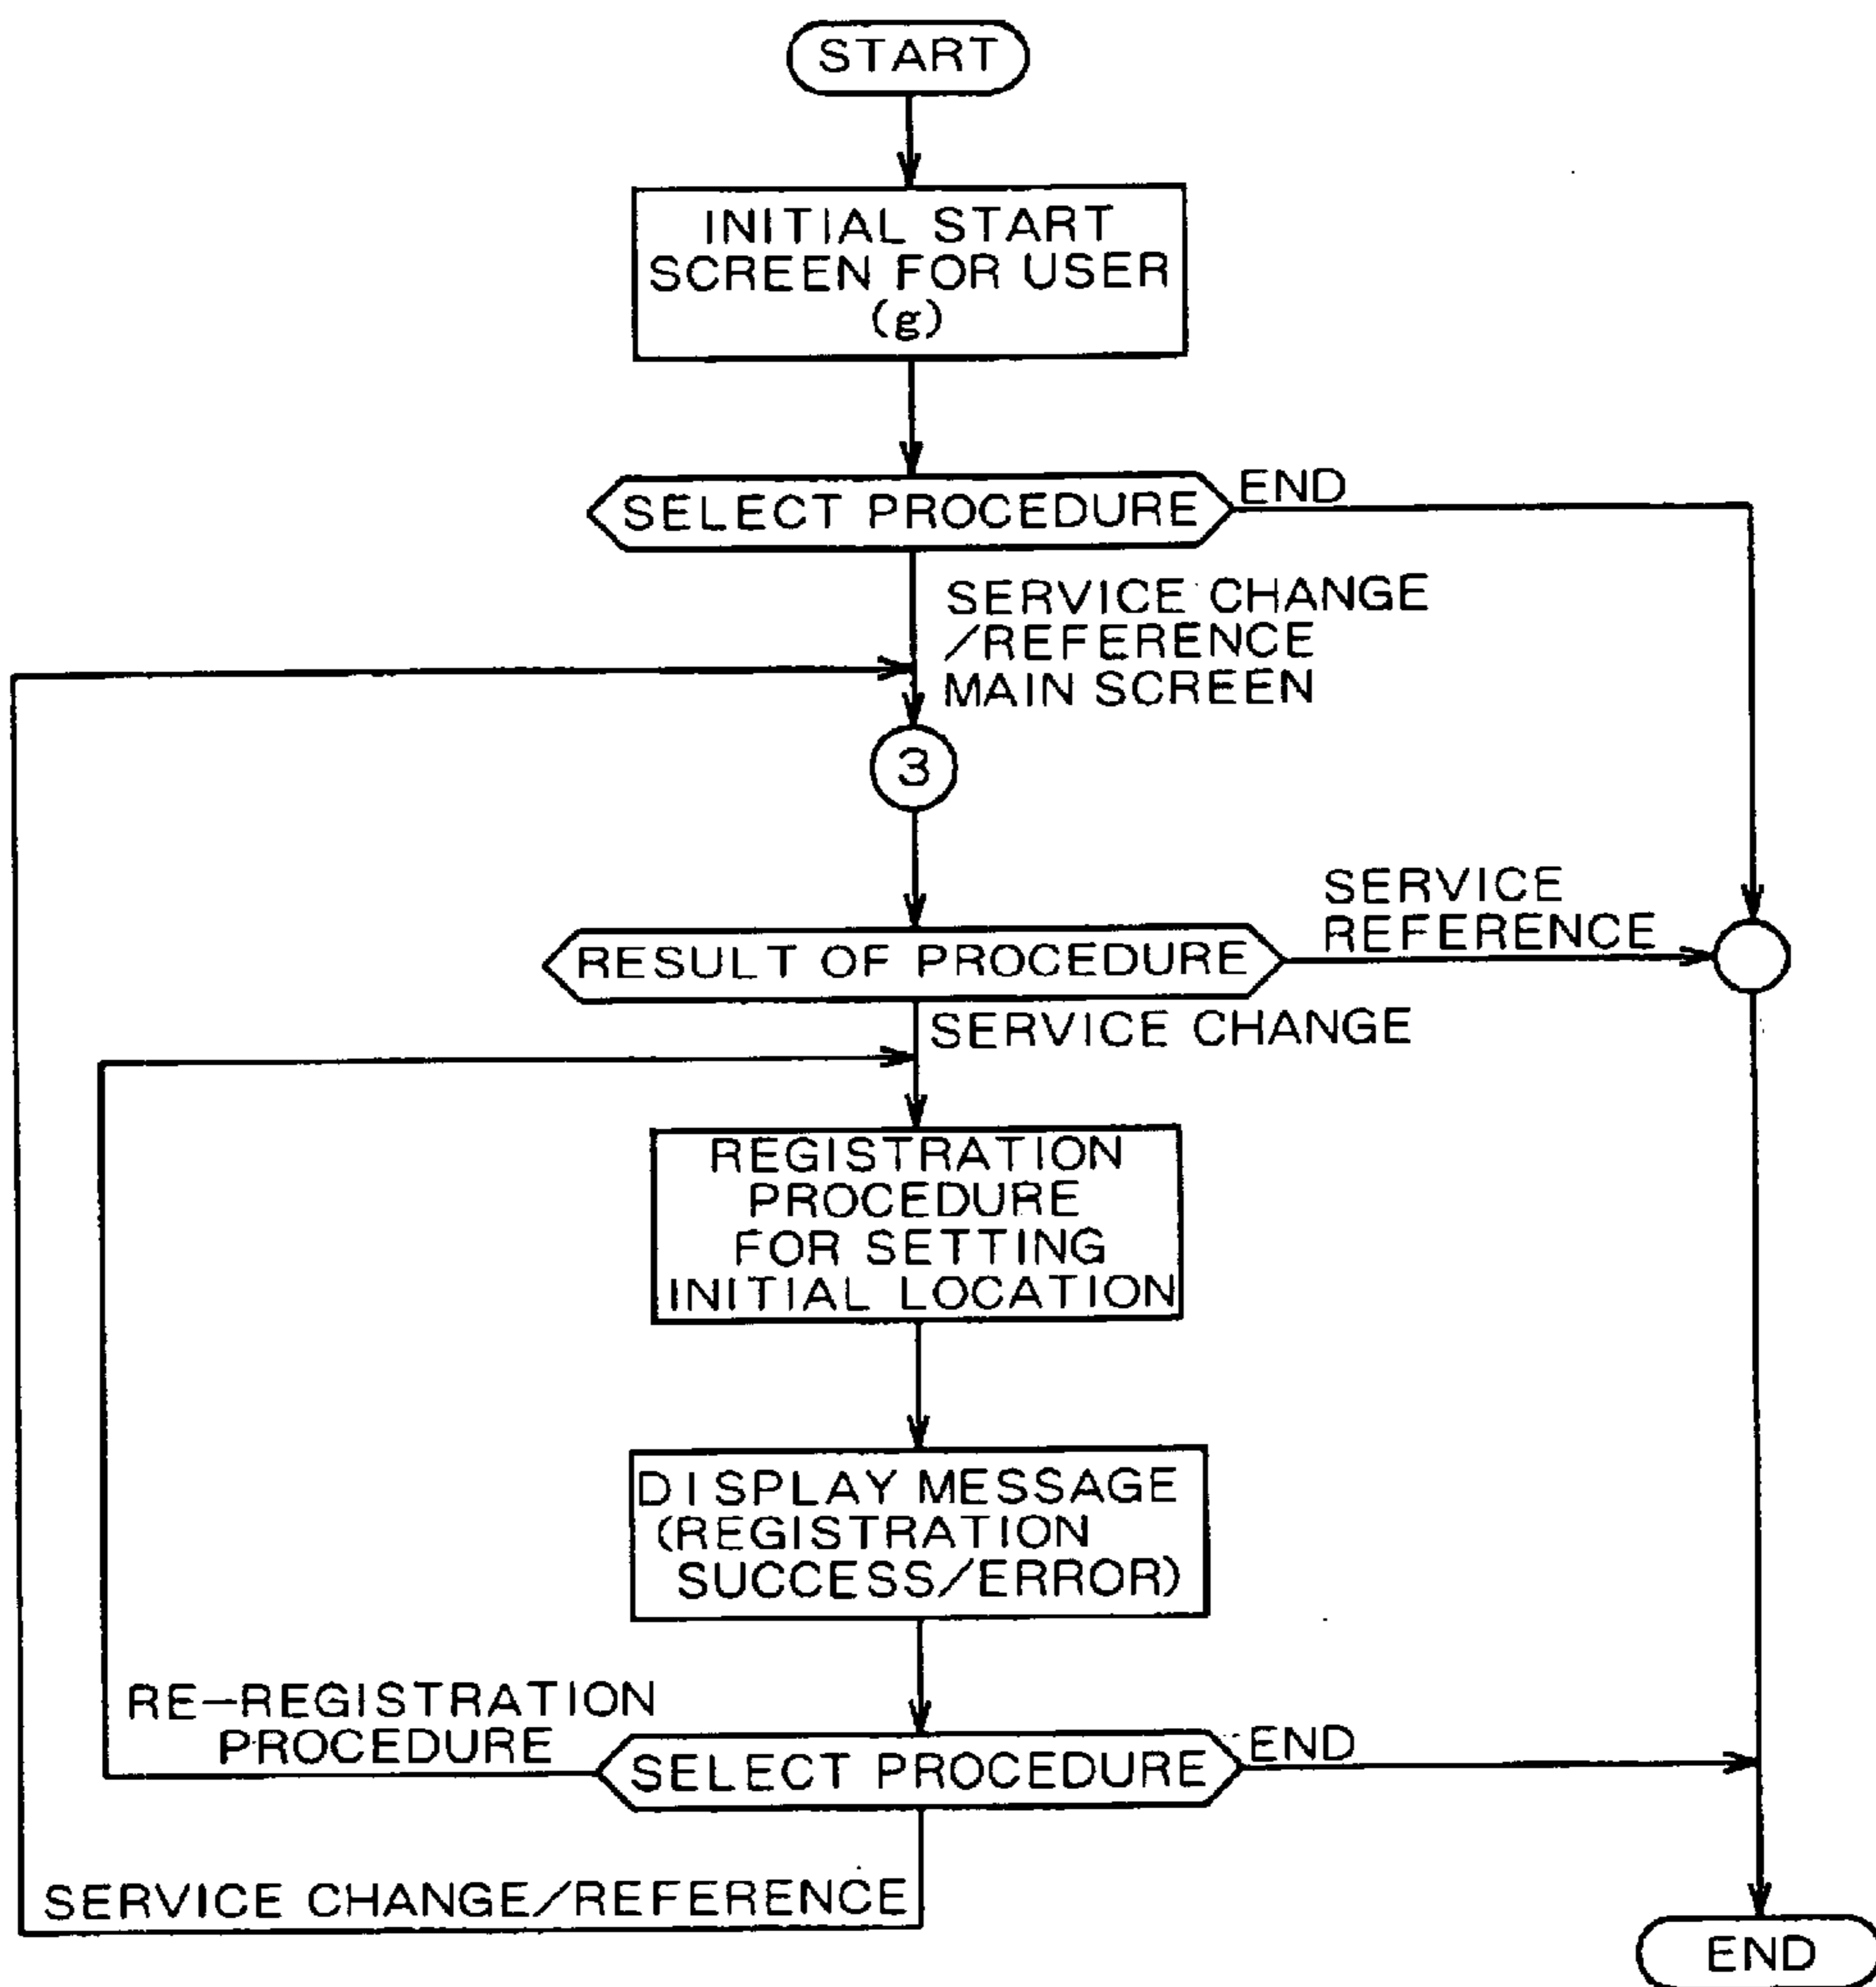 START
INITIAL START
SCREEN FOR USER
(g)
SELECT PROCEDURE
END
SERVICE CHANGE
/REFERENCE
MAIN SCREEN
3
SERVICE
REFERENCE
RESULT OF PROCEDURE
SERVICE CHANGE
REGISTRATION
PROCEDURE
FOR SETTING
INITIAL LOCATION
DISPLAY MESSAGE
(REGISTRATION
SUCCESS/ERROR)
RE-REGISTRATION
PROCEDURE
SELECT PROCEDURE
END
SERVICE CHANGE/REFERENCE
END